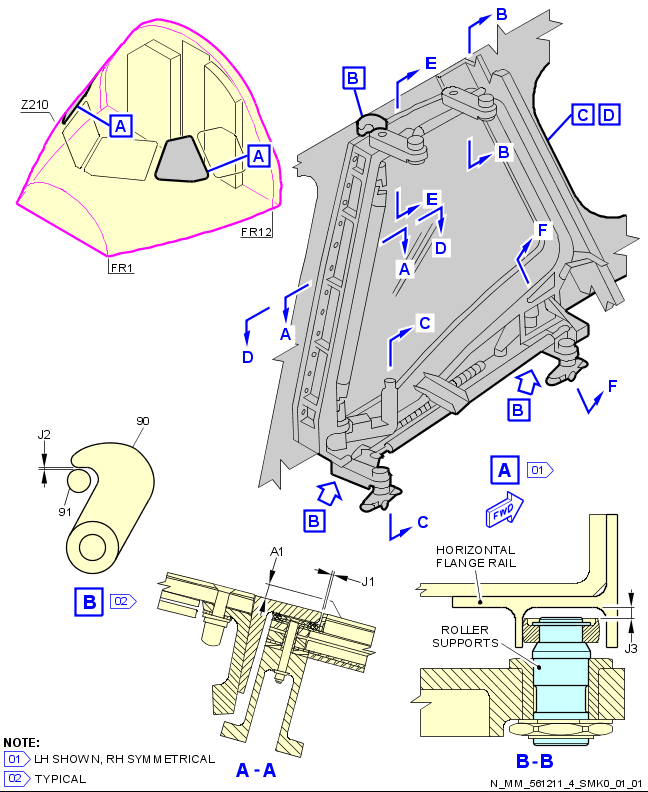 Z210
A
A
FR12
FR1
B
E
B
B
E
C D
A
D
F
A
D
C
F
B
B
C
A 01
FWD
J2
90
91
B 02
A1
J1
A - A
HORIZONTAL
FLANGE RAIL
ROLLER
SUPPORTS
J3
B - B
NOTE:
01 LH SHOWN, RH SYMMETRICAL
02 TYPICAL
N_MM_561211_4_SMK0_01_01